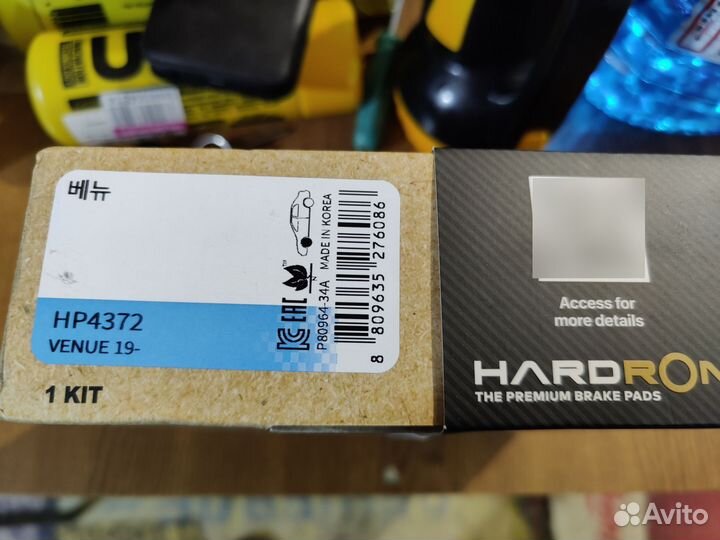 베뉴
HP4372
VENUE 19-
1 KIT
EAC
P80964-34A MADE IN KOREA
8 809635 276086
Access for
more details
HARDRON
THE PREMIUM BRAKE PADS
Avito